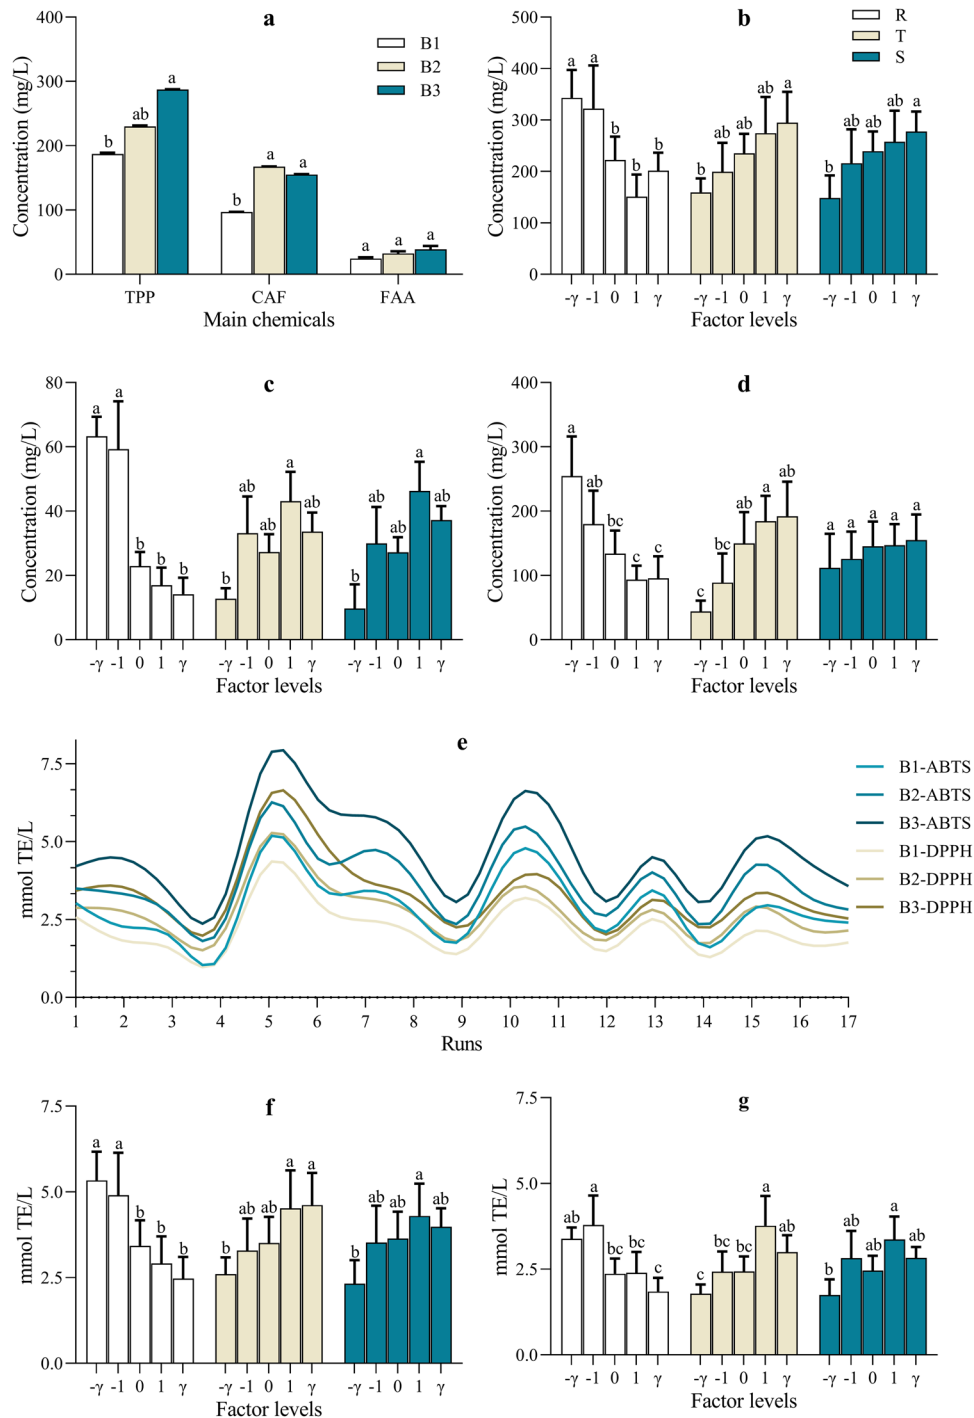 a
Concentration (mg/L)
400
300
200
100
0
B1
B2
B3
b ab a
b a a
a a a
TPP CAF FAA
Main chemicals
b
Concentration (mg/L)
500
400
300
200
100
0
R
T
S
a a b b b
b ab ab ab a
b ab ab ab a
-γ -1 0 1 γ -γ -1 0 1 γ -γ -1 0 1 γ
Factor levels
c
Concentration (mg/L)
80
60
40
20
0
a a b b b
b ab ab a ab
b ab ab a ab
-γ -1 0 1 γ -γ -1 0 1 γ -γ -1 0 1 γ
Factor levels
d
Concentration (mg/L)
400
300
200
100
0
a ab bc c c
c bc ab a ab
a a a a a
-γ -1 0 1 γ -γ -1 0 1 γ -γ -1 0 1 γ
Factor levels
e
mmol TE/L
7.5
5.0
2.5
0.0
1 2 3 4 5 6 7 8 9 10 11 12 13 14 15 16 17
Runs
B1-ABTS
B2-ABTS
B3-ABTS
B1-DPPH
B2-DPPH
B3-DPPH
f
mmol TE/L
7.5
5.0
2.5
0.0
a a b b b
b ab ab a a
b ab ab a ab
-γ -1 0 1 γ -γ -1 0 1 γ -γ -1 0 1 γ
Factor levels
g
mmol TE/L
7.5
5.0
2.5
0.0
ab a bc bc c
c bc bc a ab
b ab ab a ab
-γ -1 0 1 γ -γ -1 0 1 γ -γ -1 0 1 γ
Factor levels